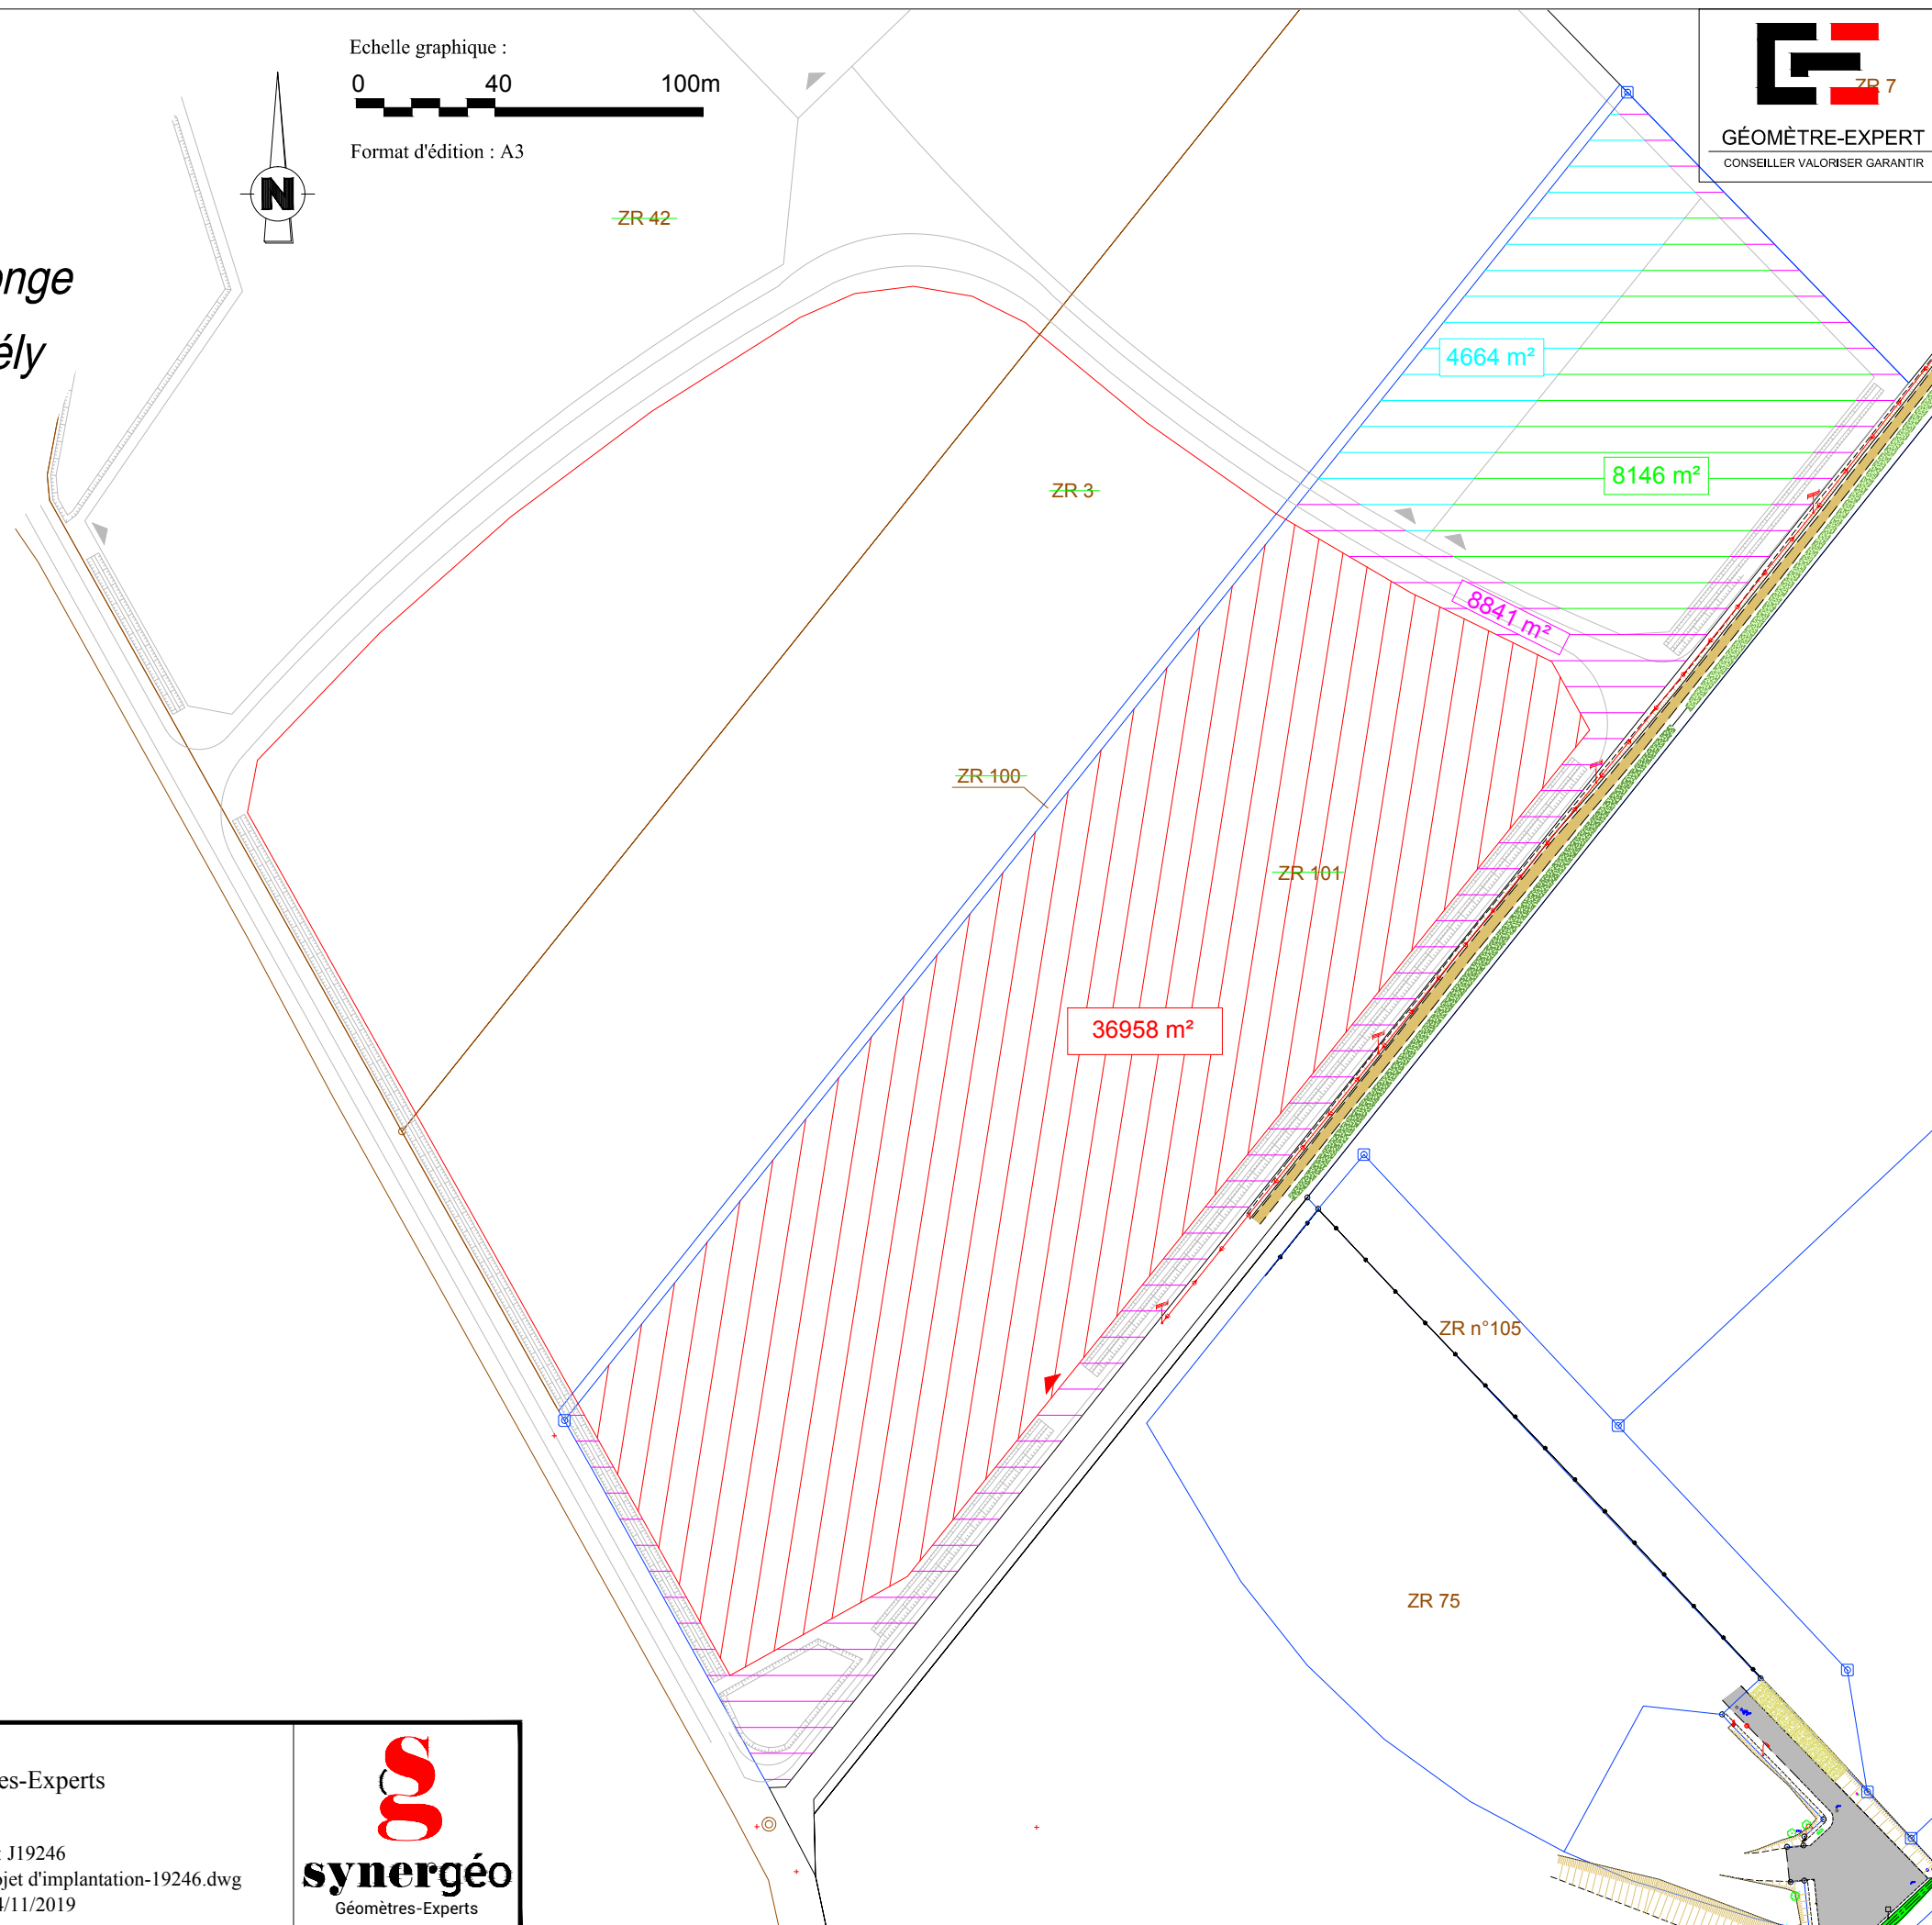 Echelle graphique :
0 40 100m
Format d'édition : A3
N
ZR 7
GÉOMÈTRE-EXPERT
CONSEILLER VALORISER GARANTIR
ZR 42
onge
ély
4664 m²
8146 m²
ZR 3
8841 m²
ZR 100
ZR 101
36958 m²
ZR n°105
ZR 75
es-Experts
: J19246
jet d'implantation-19246.dwg
4/11/2019
synergéo
Géomètres-Experts